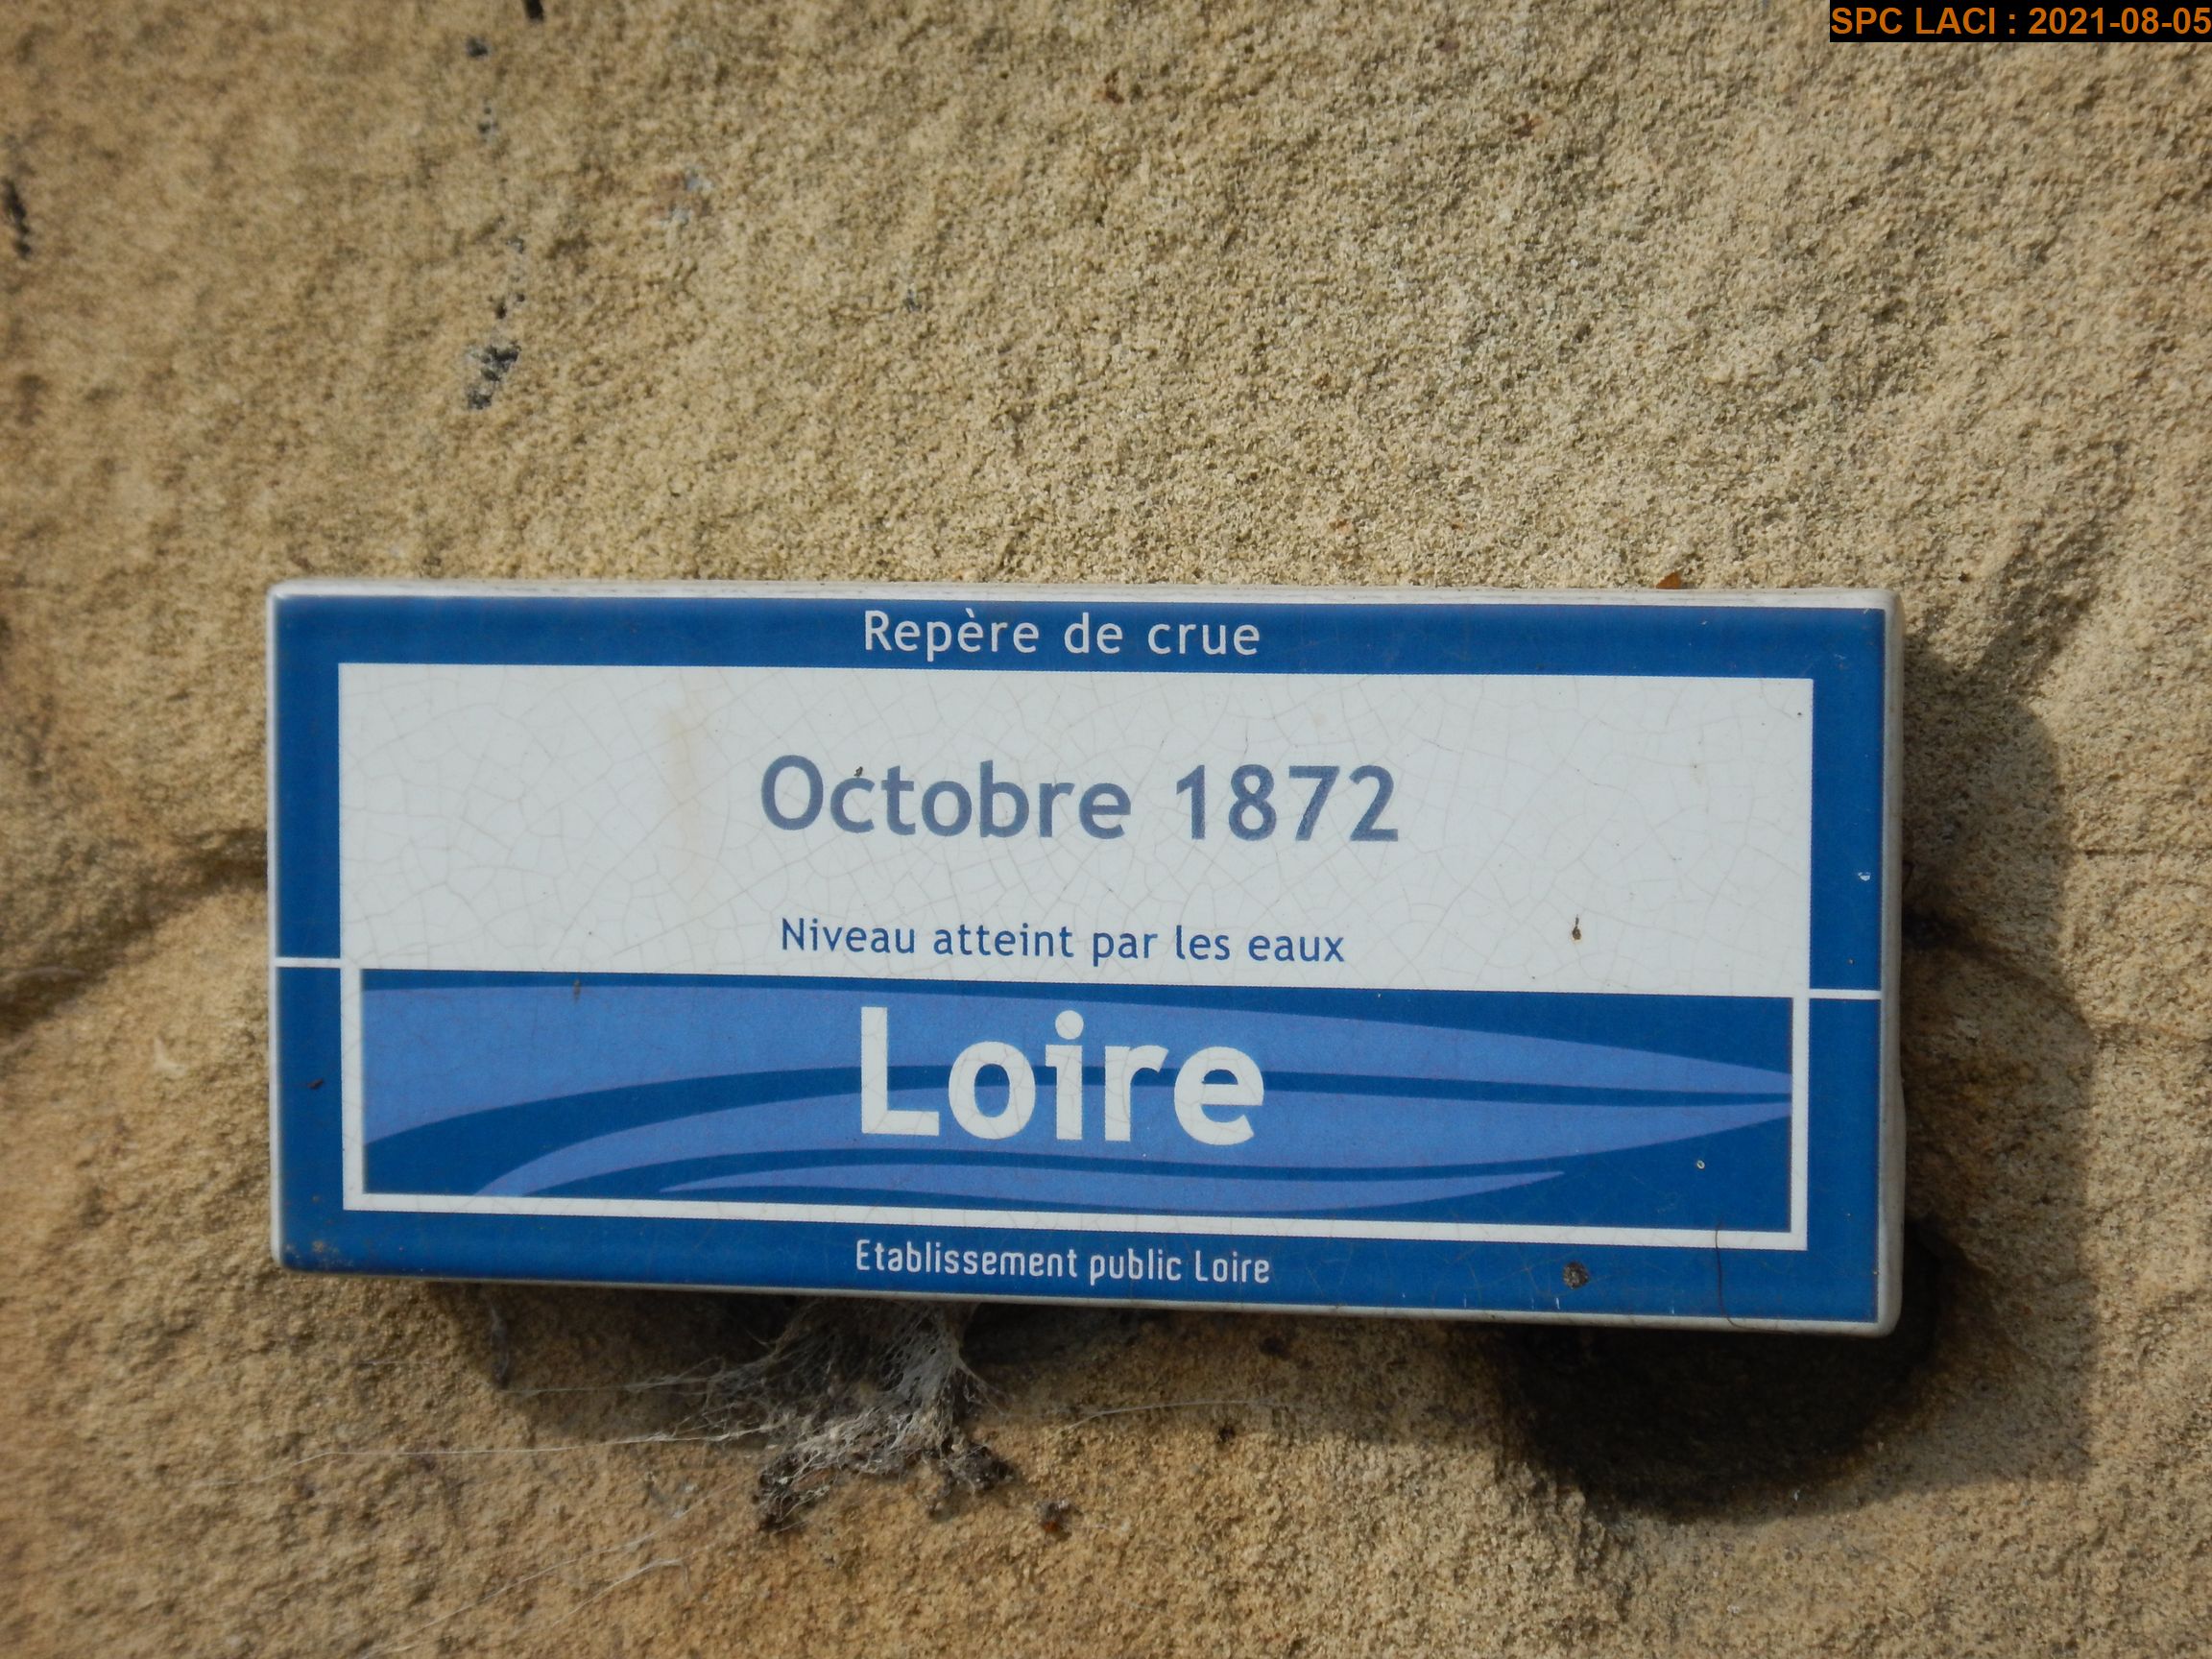 SPC LACI : 2021-08-05
Repère de crue
Octobre 1872
Niveau atteint par les eaux
Loire
Etablissement public Loire